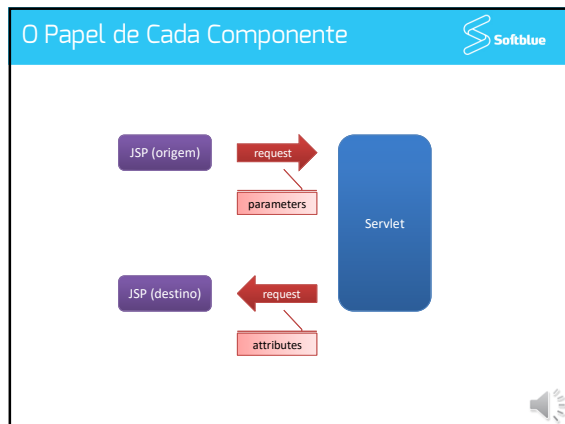 O Papel de Cada Componente
Softblue
JSP (origem)
request
parameters
Servlet
JSP (destino)
request
attributes